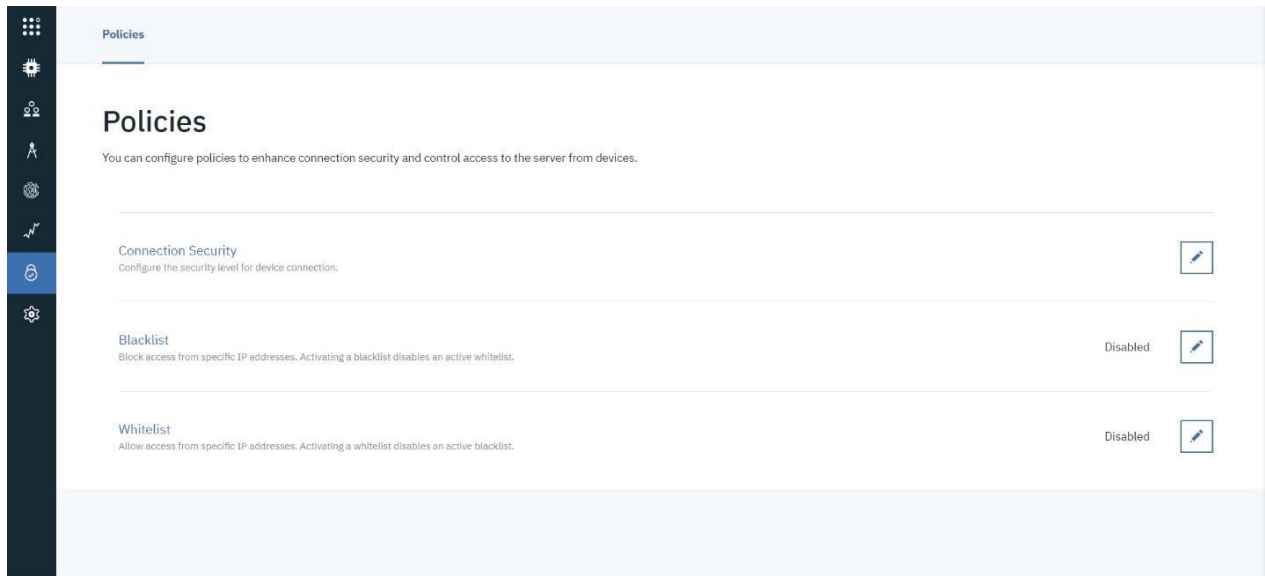 Policies
Policies
You can configure policies to enhance connection security and control access to the server from devices.
Connection Security
Configure the security level for device connection.
Blacklist
Block access from specific IP addresses. Activating a blacklist disables an active whitelist.
Disabled
Whitelist
Allow access from specific IP addresses. Activating a whitelist disables an active blacklist.
Disabled